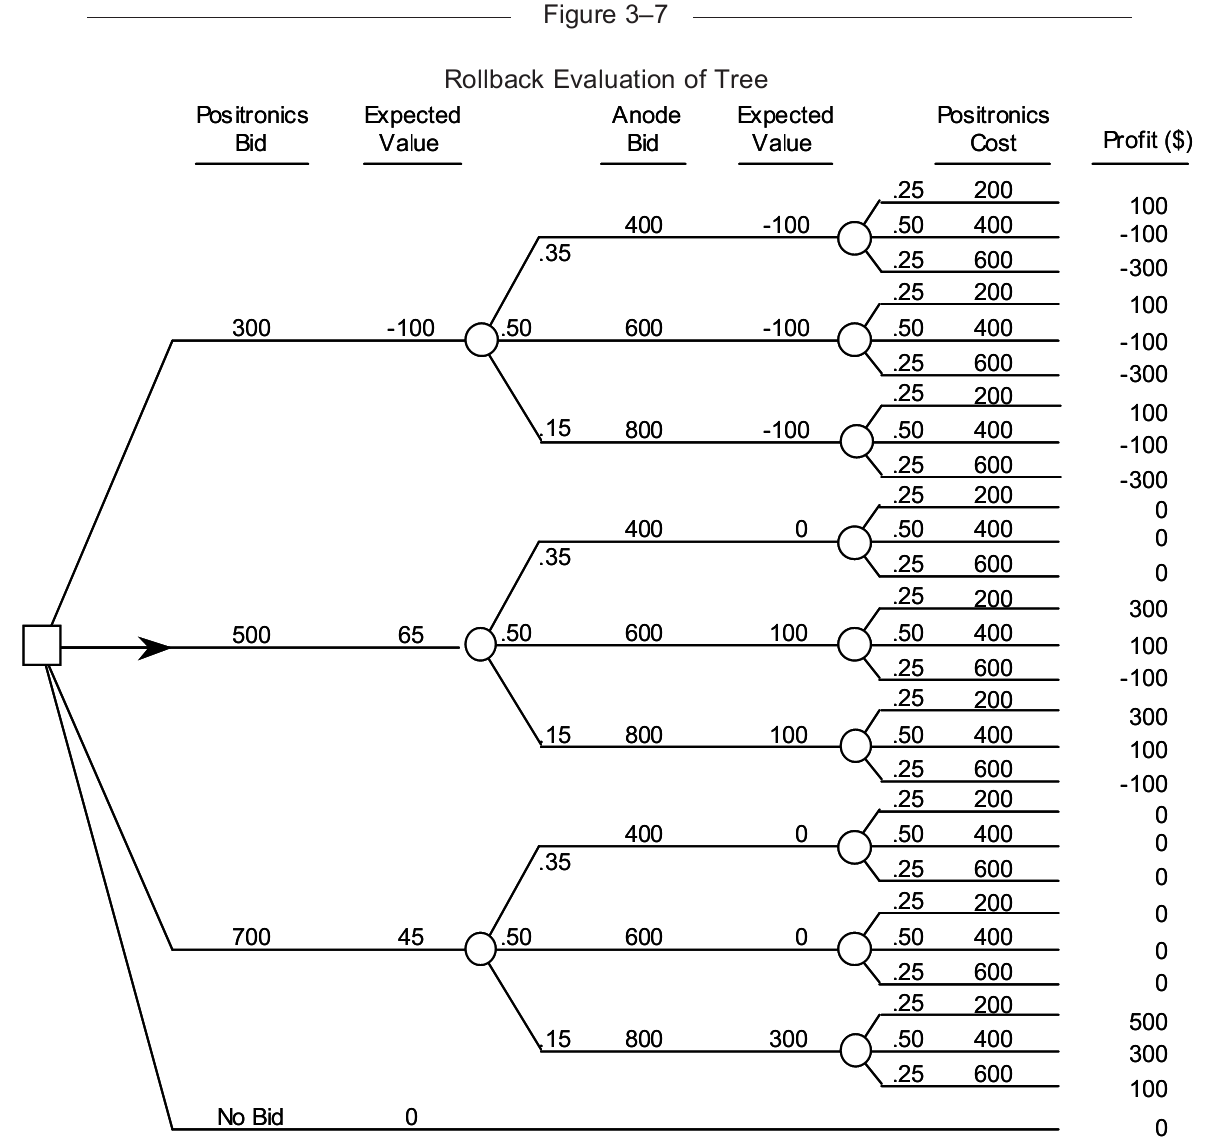 Figure 3–7
Rollback Evaluation of Tree
Positronics Bid Expected Value Anode Bid Expected Value Positronics Cost Profit ($)
.25 200 100
400 -100 .50 400 -100
.35 .25 600 -300
.25 200 100
300 -100 .50 600 -100 .50 400 -100
.25 600 -300
.25 200 100
.15 800 -100 .50 400 -100
.25 600 -300
.25 200 0
400 0 .50 400 0
.35 .25 600 0
.25 200 300
500 65 .50 600 100 .50 400 100
.25 600 -100
.25 200 300
.15 800 100 .50 400 100
.25 600 -100
.25 200 0
400 0 .50 400 0
.35 .25 600 0
.25 200 0
700 45 .50 600 0 .50 400 0
.25 600 0
.25 200 500
.15 800 300 .50 400 300
.25 600 100
No Bid 0 0